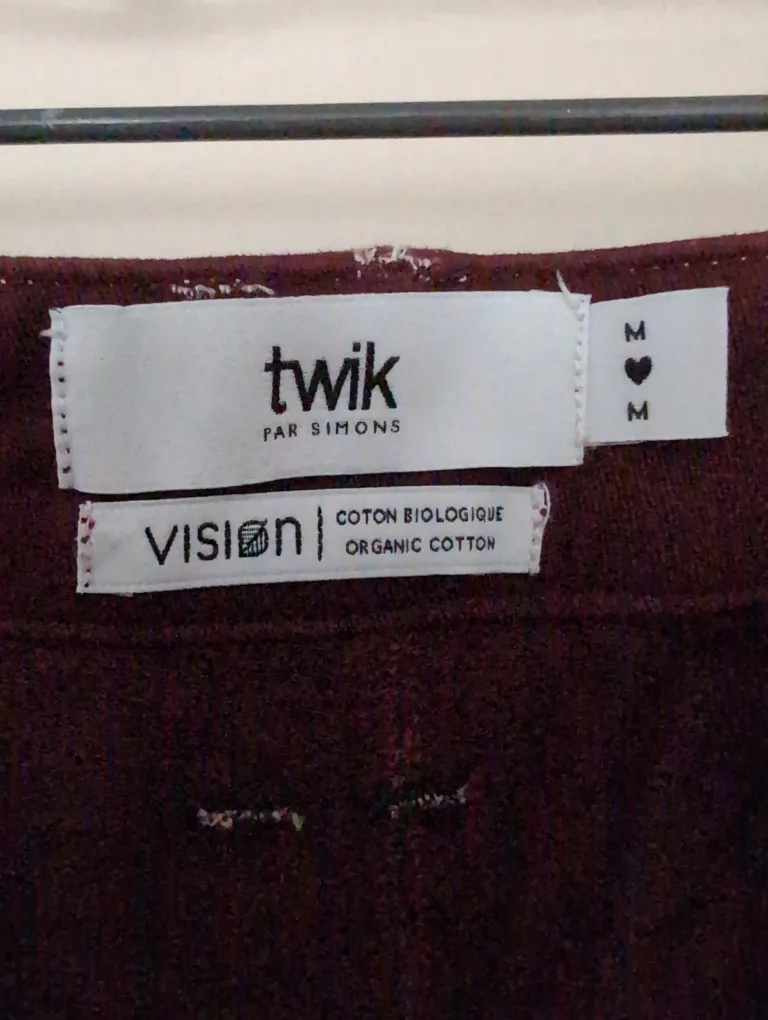 twik
PAR SIMONS
M
♥
M
VISION
COTON BIOLOGIQUE
ORGANIC COTTON